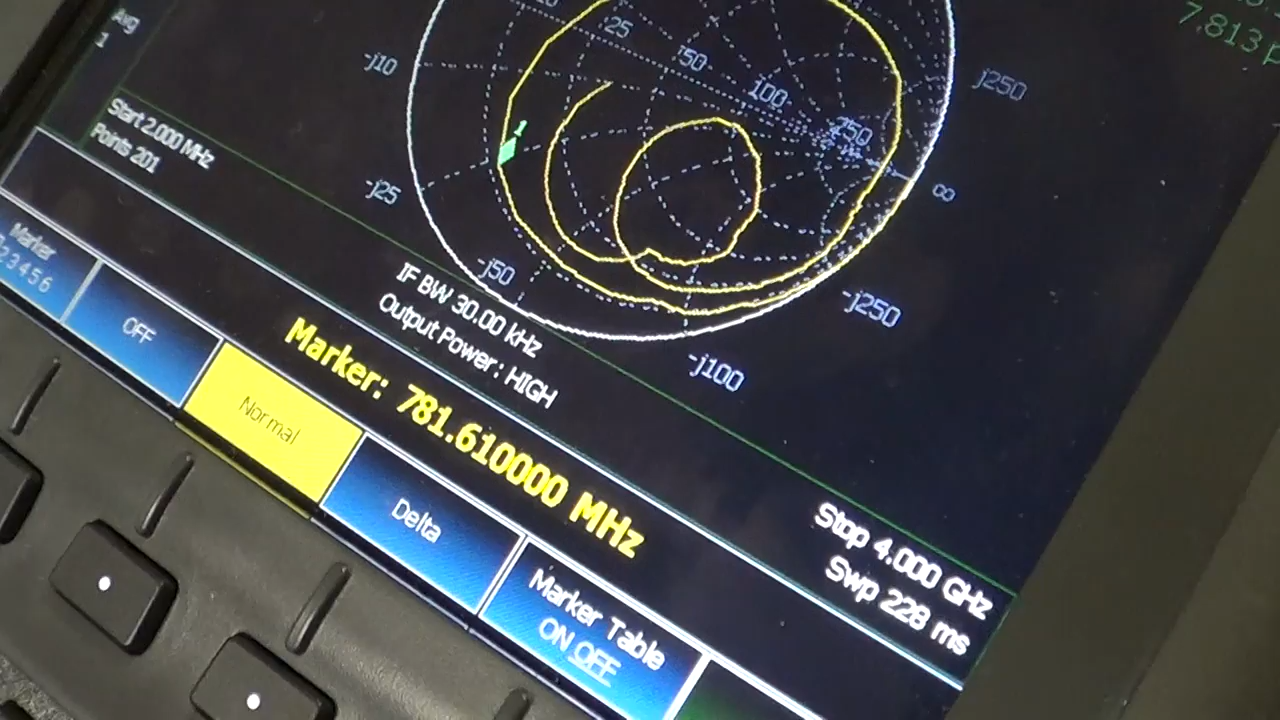 Avg
1
25
50
100
250
-j10
j250
∞
-j25
-j50
-j250
-j100
7.813 p
Start 2.000 MHz
Points 201
1
IF BW 30.00 kHz
Output Power: HIGH
Stop 4.000 GHz
Swp 228 ms
Marker: 781.610000 MHz
Marker
2 3 4 5 6
OFF
Normal
Delta
Marker Table
ON OFF